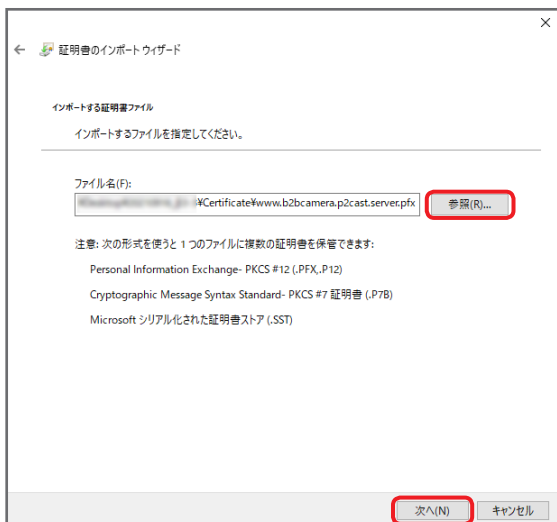 証明書のインポート ウィザード
インポートする証明書ファイル
インポートするファイルを指定してください。
ファイル名(F):
¥Certificate¥www.b2bcamera.p2cast.server.pfx
参照(R)...
注意: 次の形式を使うと 1 つのファイルに複数の証明書を保管できます:
Personal Information Exchange- PKCS #12 (.PFX,.P12)
Cryptographic Message Syntax Standard- PKCS #7 証明書 (.P7B)
Microsoft シリアル化された証明書ストア (.SST)
次へ(N)
キャンセル